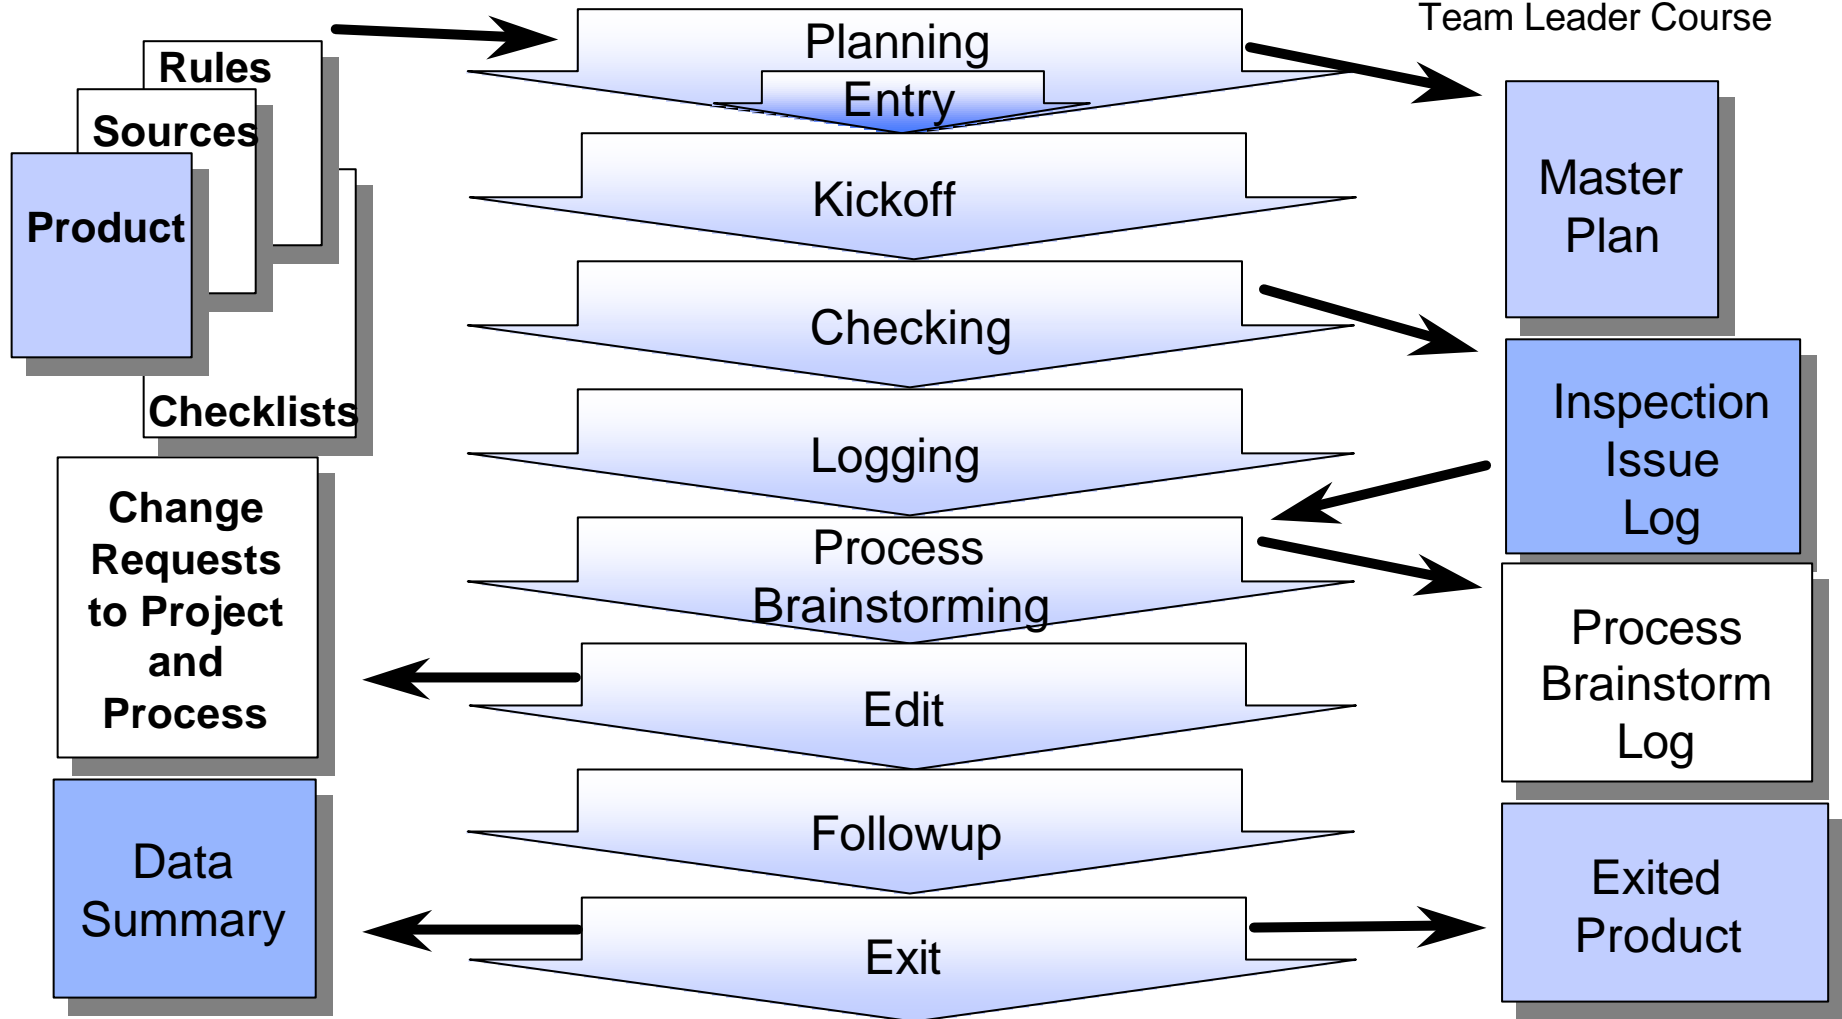 Team Leader Course
Rules
Sources
Product
Checklists
Change
Requests
to Project
and
Process
Data
Summary
Planning
Entry
Kickoff
Checking
Logging
Process
Brainstorming
Edit
Followup
Exit
Master
Plan
Inspection
Issue
Log
Process
Brainstorm
Log
Exited
Product